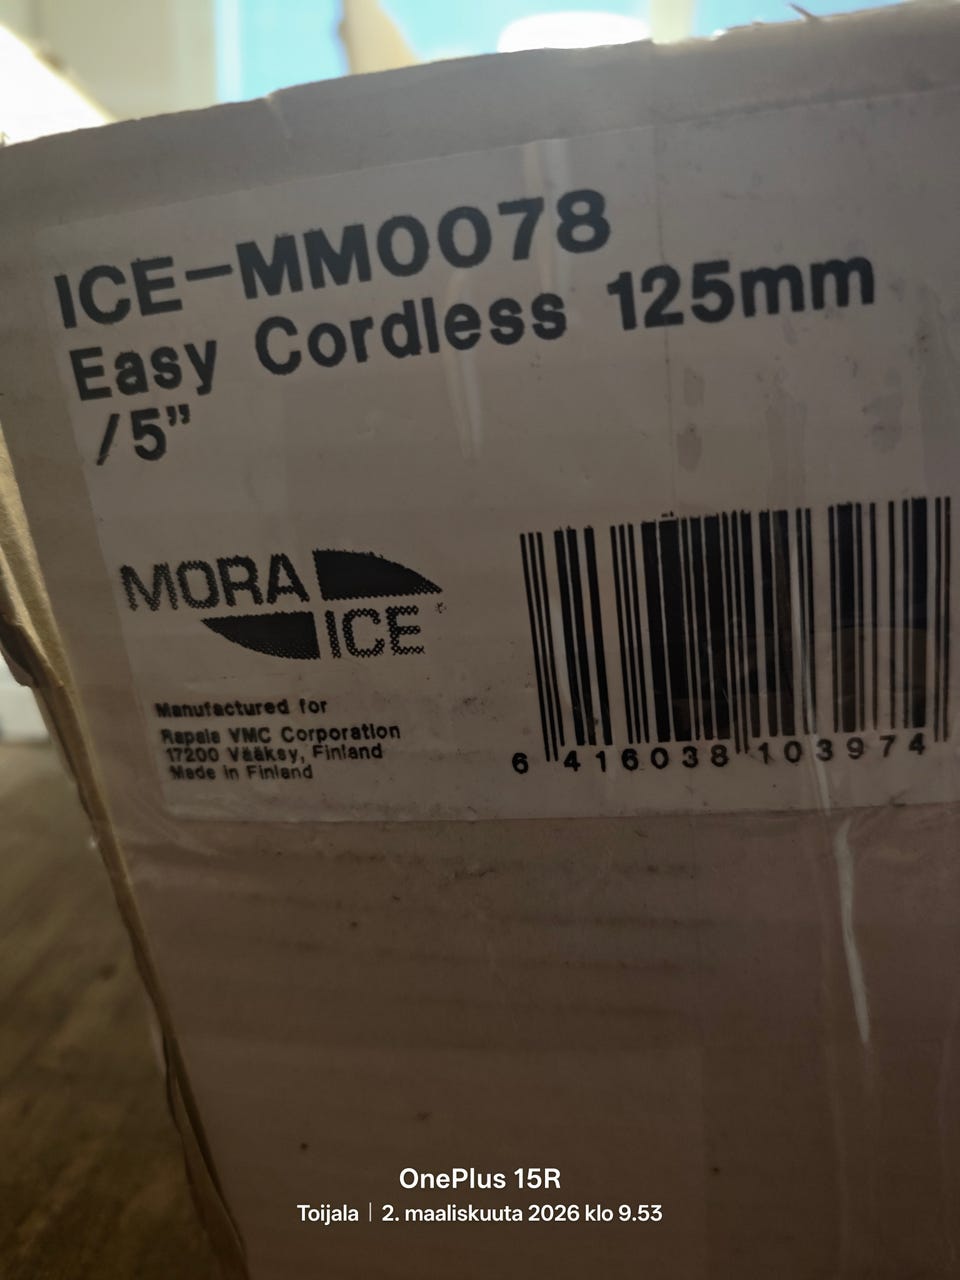 ICE-MM0078
Easy Cordless 125mm
/5”
MORA
ICE
Manufactured for
Rapala VMC Corporation
17200 Vääksy, Finland
Made in Finland
6 416038 103974
OnePlus 15R
Toijala | 2. maaliskuuta 2026 klo 9.53